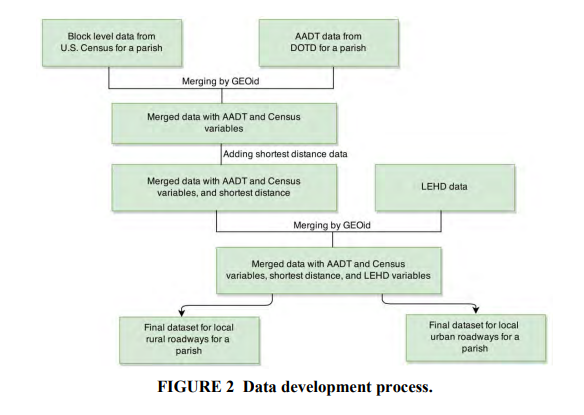 Block level data from
U.S. Census for a parish
AADT data from
DOTD for a parish
Merging by GEOid
Merged data with AADT and Census
variables
Adding shortest distance data
Merged data with AADT and Census
variables, and shortest distance
LEHD data
Merging by GEOid
Merged data with AADT and Census
variables, shortest distance, and LEHD variables
Final dataset for local
rural roadways for a
parish
Final dataset for local
urban roadways for a
parish
FIGURE 2 Data development process.